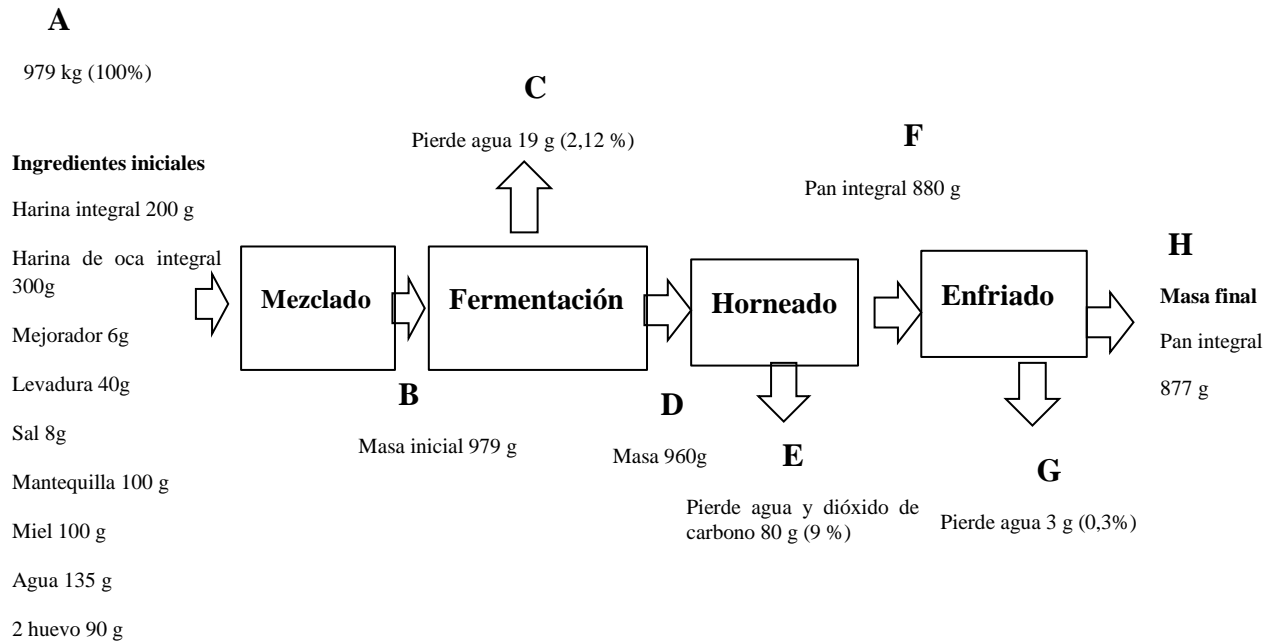 A
979 kg (100%)
Ingredientes iniciales
Harina integral 200 g
Harina de oca integral
300g
Mejorador 6g
Levadura 40g
Sal 8g
Mantequilla 100 g
Miel 100 g
Agua 135 g
2 huevo 90 g
Mezclado
B
Masa inicial 979 g
C
Pierde agua 19 g (2,12 %)
Fermentación
D
Masa 960g
Horneado
E
Pierde agua y dióxido de
carbono 80 g (9 %)
F
Pan integral 880 g
Enfriado
G
Pierde agua 3 g (0,3%)
H
Masa final
Pan integral
877 g